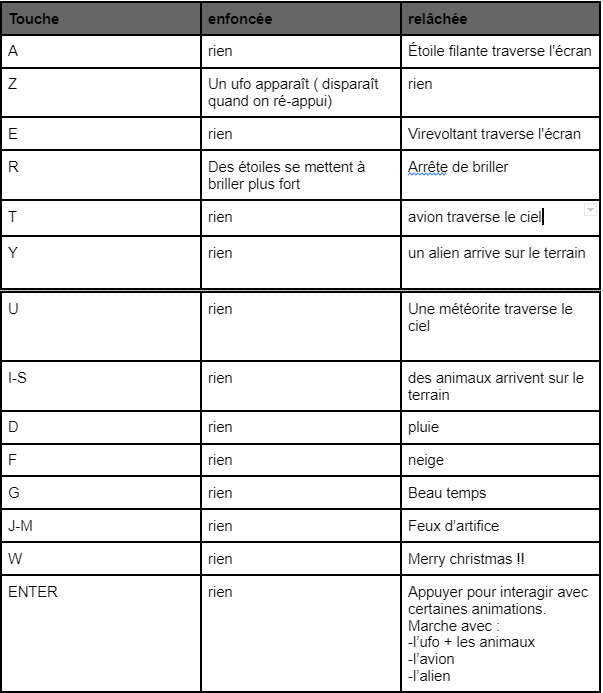 Touche enfoncée relâchée
A rien Étoile filante traverse l'écran
Z Un ufo apparaît ( disparaît rien
quand on ré-appui)
E rien Virevoltant traverse l'écran
R Des étoiles se mettent à Arrête de briller
briller plus fort
T rien avion traverse le ciel
Y rien un alien arrive sur le terrain
U rien Une météorite traverse le
ciel
I-S rien des animaux arrivent sur le
terrain
D rien pluie
F rien neige
G rien Beau temps
J-M rien Feux d'artifice
W rien Merry christmas !!
ENTER rien Appuyer pour interagir avec
certaines animations.
Marche avec :
-l'ufo + les animaux
-l'avion
-l'alien